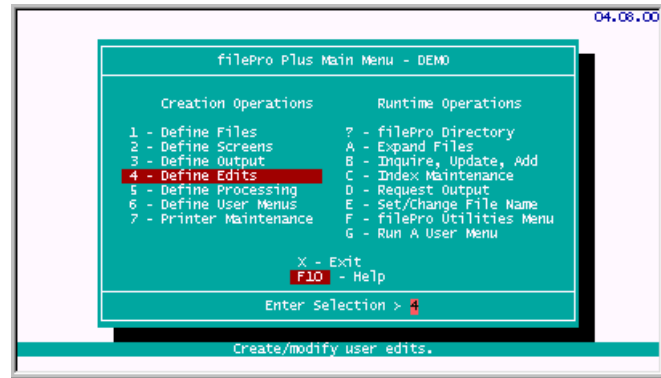 04.08.00
filePro Plus Main Menu - DEMO
Creation Operations Runtime Operations
1 - Define Files ? - filePro Directory
2 - Define Screens A - Expand Files
3 - Define Output B - Inquire, Update, Add
4 - Define Edits C - Index Maintenance
5 - Define Processing D - Request Output
6 - Define User Menus E - Set/Change File Name
7 - Printer Maintenance F - filePro Utilities Menu
G - Run A User Menu
X - Exit
F10 - Help
Enter Selection > 4
Create/modify user edits.